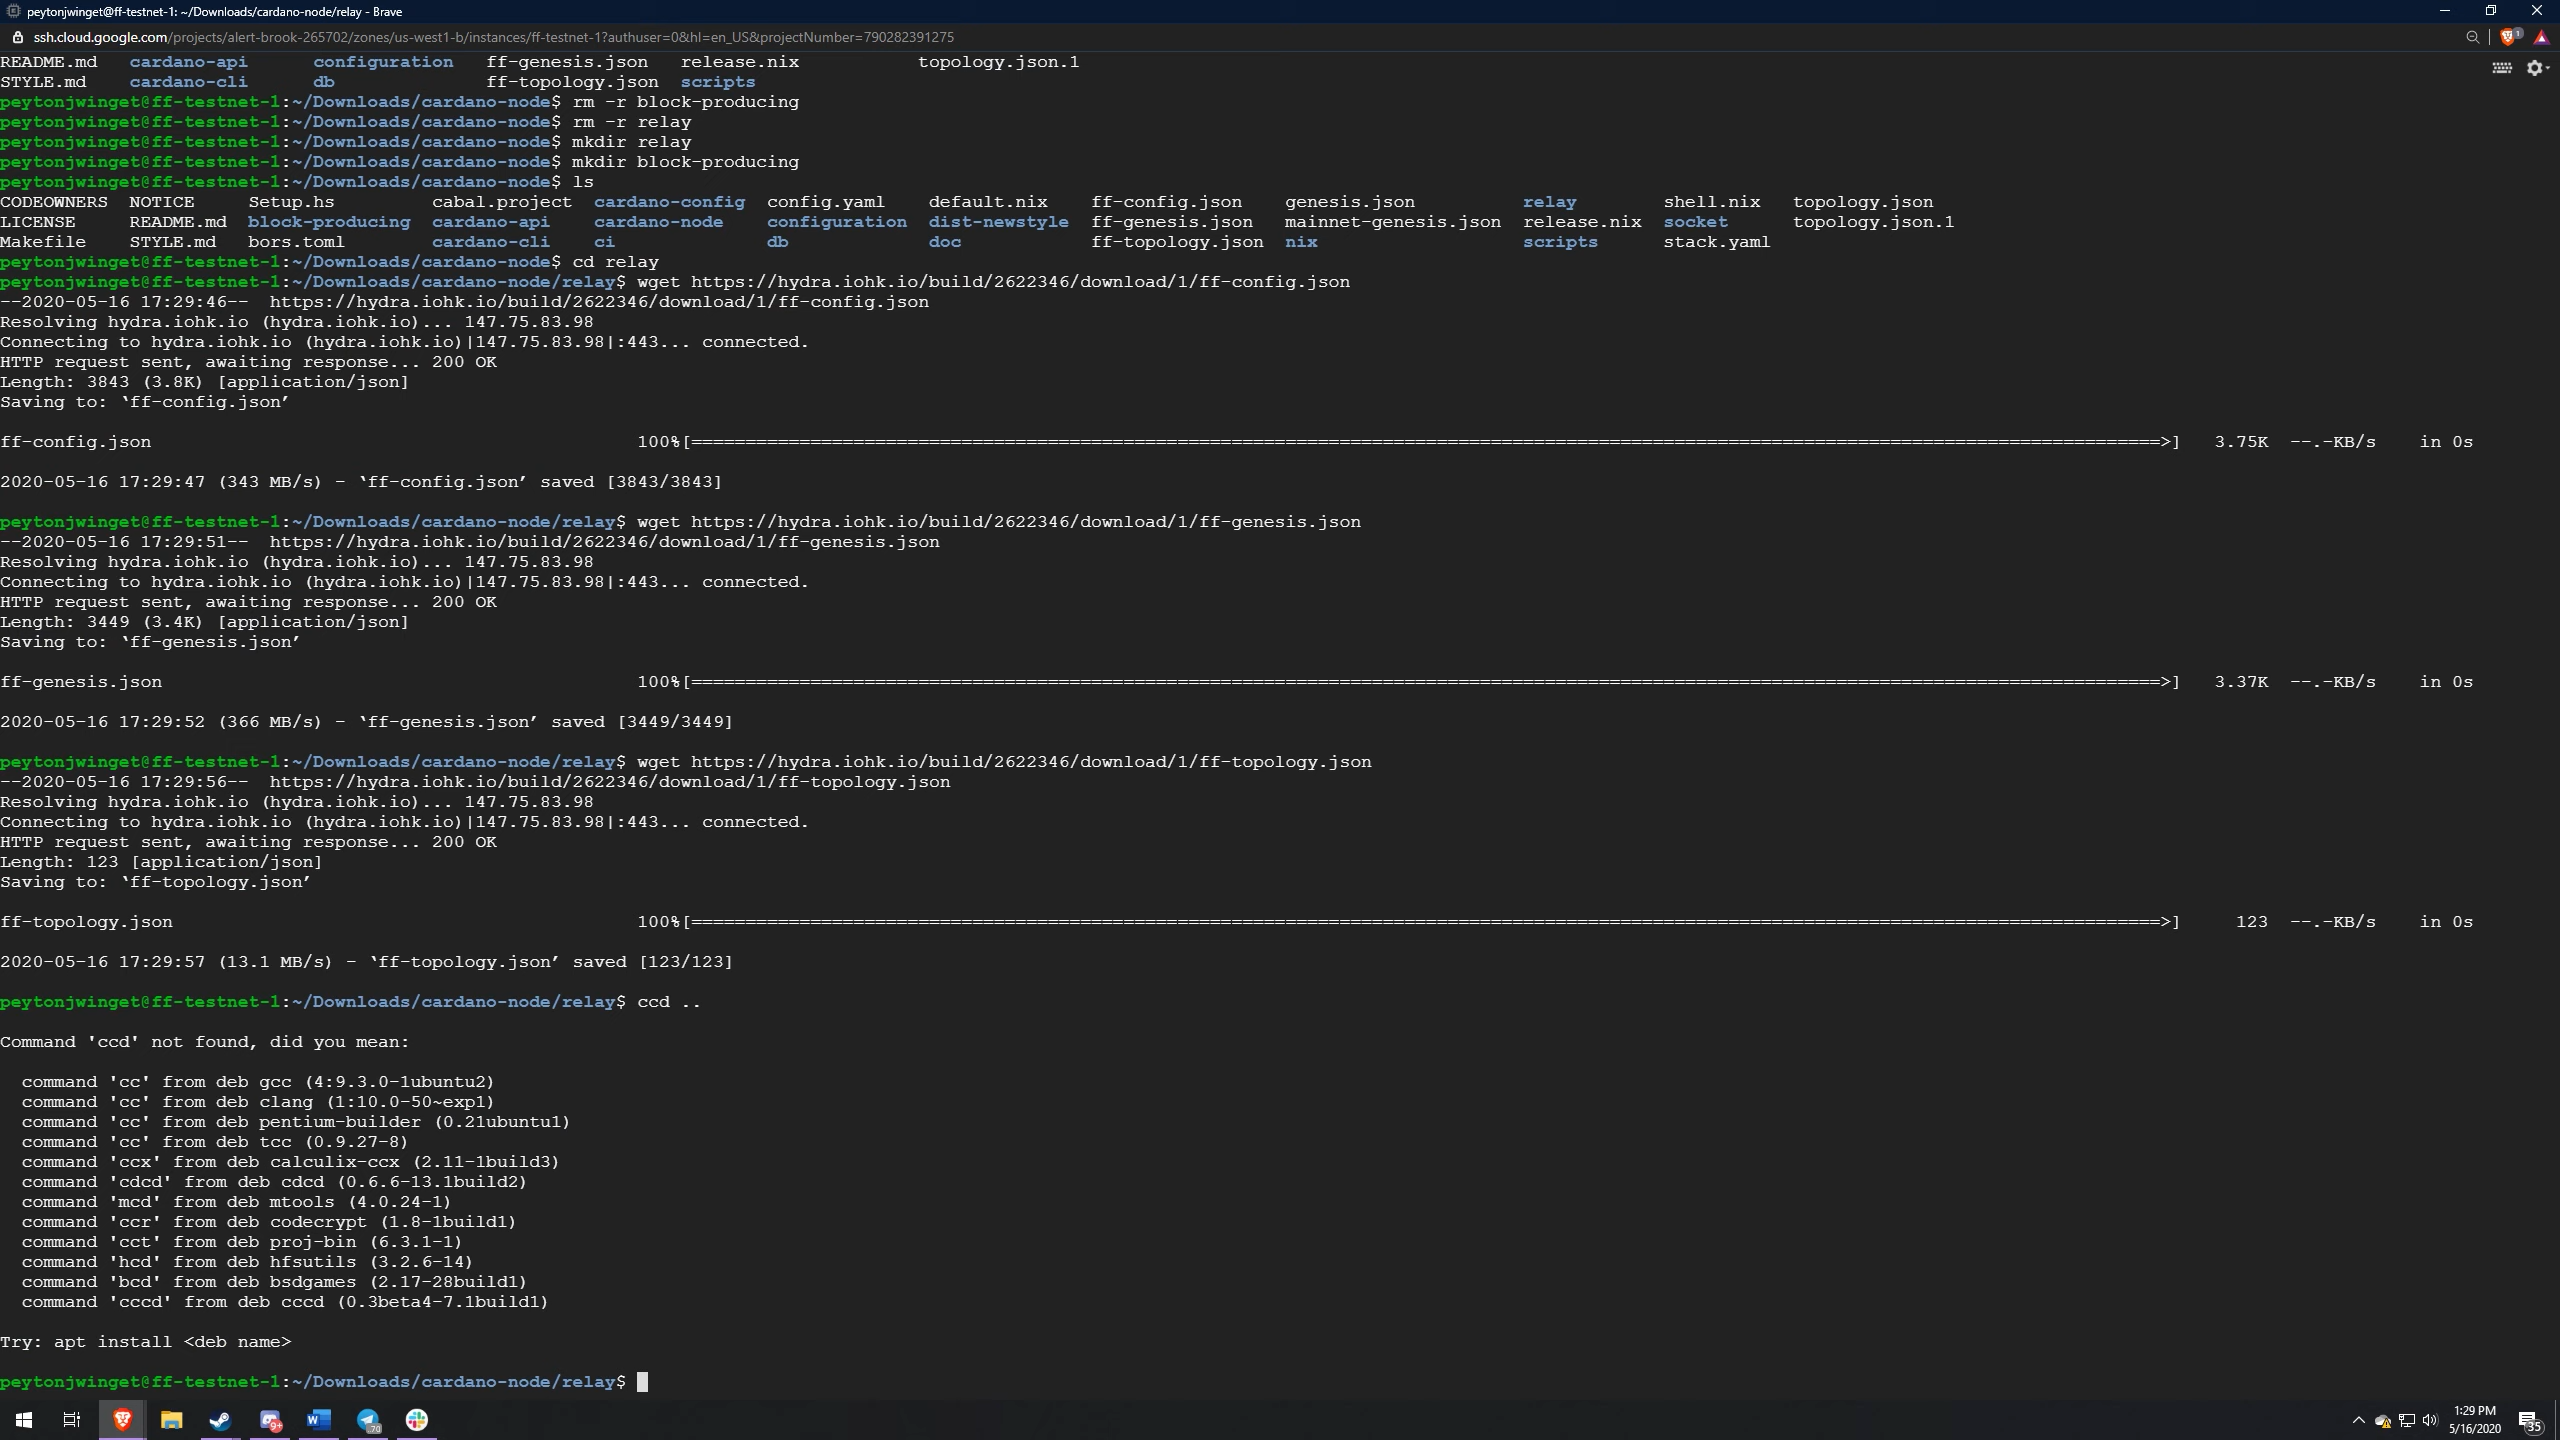 peytonjwinget@ff-testnet-1: ~/Downloads/cardano-node/relay - Brave
ssh.cloud.google.com/projects/alert-brook-265702/zones/us-west1-b/instances/ff-testnet-1?authuser=0&hl=en_US&projectNumber=790282391275
README.md   cardano-api      configuration   ff-genesis.json   release.nix           topology.json.1
STYLE.md    cardano-cli      db              ff-topology.json  scripts
peytonjwinget@ff-testnet-1:~/Downloads/cardano-node$ rm -r block-producing
peytonjwinget@ff-testnet-1:~/Downloads/cardano-node$ rm -r relay
peytonjwinget@ff-testnet-1:~/Downloads/cardano-node$ mkdir relay
peytonjwinget@ff-testnet-1:~/Downloads/cardano-node$ mkdir block-producing
peytonjwinget@ff-testnet-1:~/Downloads/cardano-node$ ls
CODEOWNERS  NOTICE     Setup.hs         cabal.project  cardano-config  config.yaml    default.nix    ff-config.json    genesis.json          relay        shell.nix   topology.json
LICENSE     README.md  block-producing  cardano-api    cardano-node    configuration  dist-newstyle  ff-genesis.json   mainnet-genesis.json  release.nix  socket      topology.json.1
Makefile    STYLE.md   bors.toml        cardano-cli    ci              db             doc            ff-topology.json  nix                   scripts      stack.yaml
peytonjwinget@ff-testnet-1:~/Downloads/cardano-node$ cd relay
peytonjwinget@ff-testnet-1:~/Downloads/cardano-node/relay$ wget https://hydra.iohk.io/build/2622346/download/1/ff-config.json
--2020-05-16 17:29:46--  https://hydra.iohk.io/build/2622346/download/1/ff-config.json
Resolving hydra.iohk.io (hydra.iohk.io)... 147.75.83.98
Connecting to hydra.iohk.io (hydra.iohk.io)|147.75.83.98|:443... connected.
HTTP request sent, awaiting response... 200 OK
Length: 3843 (3.8K) [application/json]
Saving to: ‘ff-config.json’
ff-config.json 100%[=====================>] 3.75K --.-KB/s in 0s
2020-05-16 17:29:47 (343 MB/s) - ‘ff-config.json’ saved [3843/3843]
peytonjwinget@ff-testnet-1:~/Downloads/cardano-node/relay$ wget https://hydra.iohk.io/build/2622346/download/1/ff-genesis.json
--2020-05-16 17:29:51--  https://hydra.iohk.io/build/2622346/download/1/ff-genesis.json
Resolving hydra.iohk.io (hydra.iohk.io)... 147.75.83.98
Connecting to hydra.iohk.io (hydra.iohk.io)|147.75.83.98|:443... connected.
HTTP request sent, awaiting response... 200 OK
Length: 3449 (3.4K) [application/json]
Saving to: ‘ff-genesis.json’
ff-genesis.json 100%[=====================>] 3.37K --.-KB/s in 0s
2020-05-16 17:29:52 (366 MB/s) - ‘ff-genesis.json’ saved [3449/3449]
peytonjwinget@ff-testnet-1:~/Downloads/cardano-node/relay$ wget https://hydra.iohk.io/build/2622346/download/1/ff-topology.json
--2020-05-16 17:29:56--  https://hydra.iohk.io/build/2622346/download/1/ff-topology.json
Resolving hydra.iohk.io (hydra.iohk.io)... 147.75.83.98
Connecting to hydra.iohk.io (hydra.iohk.io)|147.75.83.98|:443... connected.
HTTP request sent, awaiting response... 200 OK
Length: 123 [application/json]
Saving to: ‘ff-topology.json’
ff-topology.json 100%[=====================>] 123 --.-KB/s in 0s
2020-05-16 17:29:57 (13.1 MB/s) - ‘ff-topology.json’ saved [123/123]
peytonjwinget@ff-testnet-1:~/Downloads/cardano-node/relay$ ccd ..
Command 'ccd' not found, did you mean:
command 'cc' from deb gcc (4:9.3.0-1ubuntu2)
command 'cc' from deb clang (1:10.0-50~exp1)
command 'cc' from deb pentium-builder (0.21ubuntu1)
command 'cc' from deb tcc (0.9.27-8)
command 'ccx' from deb calculix-ccx (2.11-1build3)
command 'cdcd' from deb cdcd (0.6.6-13.1build2)
command 'mcd' from deb mtools (4.0.24-1)
command 'ccr' from deb codecrypt (1.8-1build1)
command 'cct' from deb proj-bin (6.3.1-1)
command 'hcd' from deb hfsutils (3.2.6-14)
command 'bcd' from deb bsdgames (2.17-28build1)
command 'cccd' from deb cccd (0.3beta4-7.1build1)
Try: apt install <deb name>
peytonjwinget@ff-testnet-1:~/Downloads/cardano-node/relay$
1:29 PM
5/16/2020
35